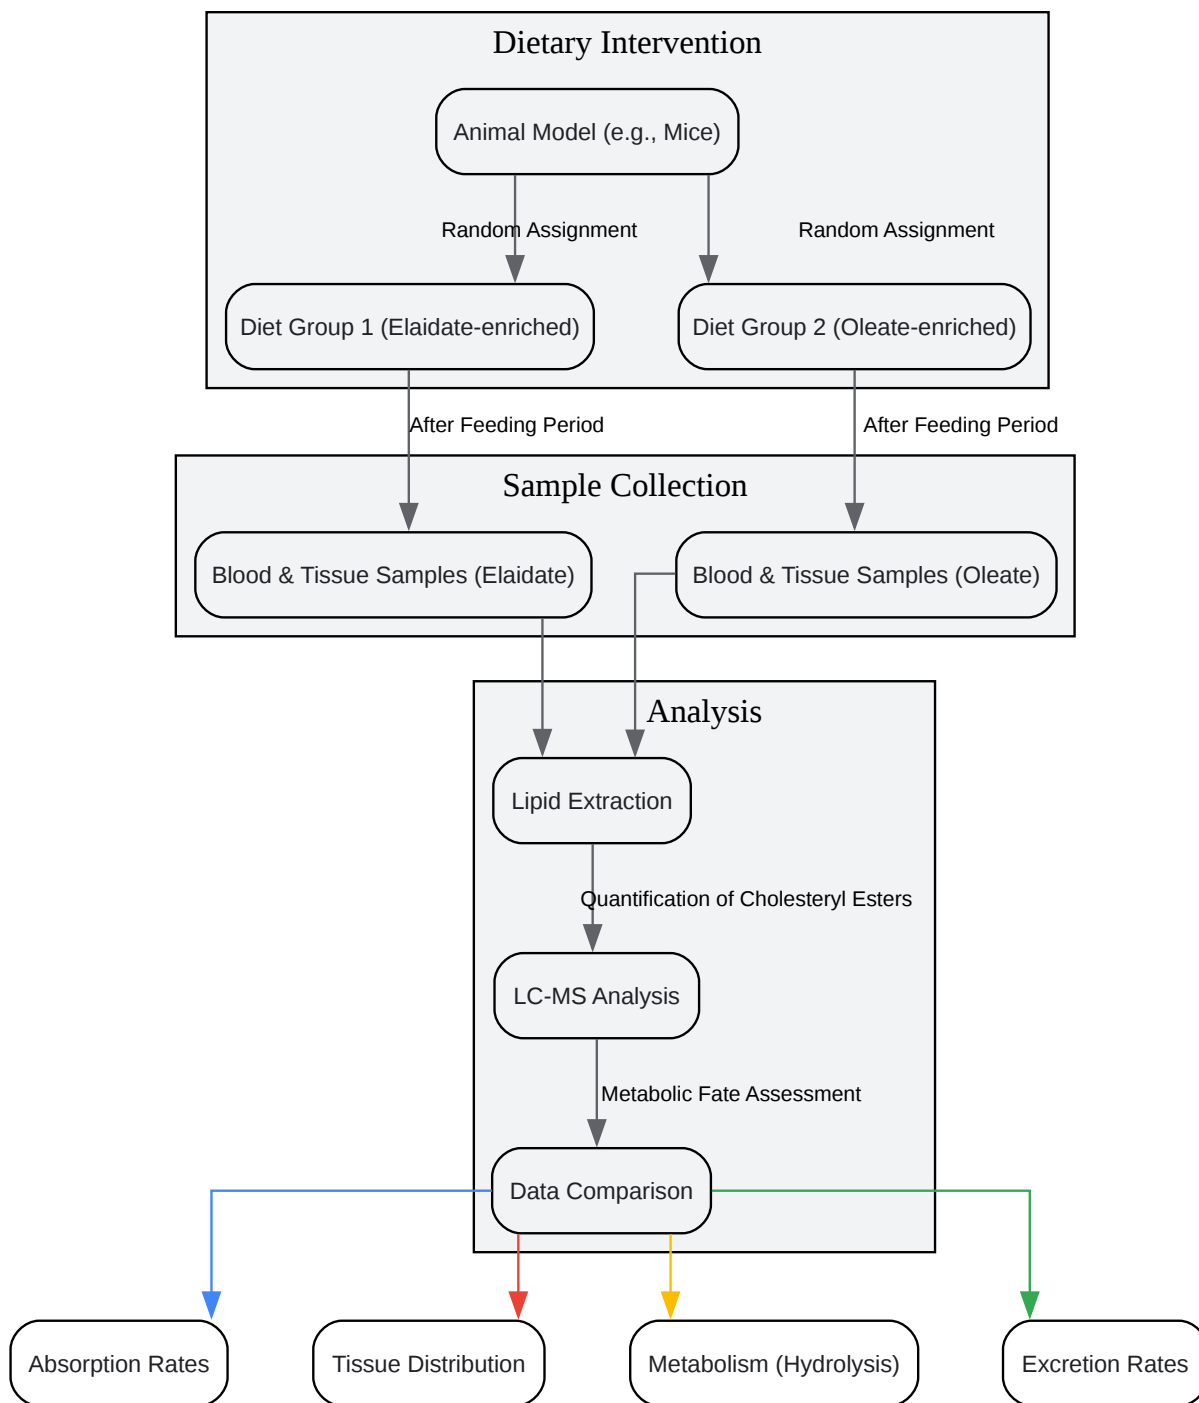 Dietary Intervention
Animal Model (e.g., Mice)
Random Assignment
Random Assignment
Diet Group 1 (Elaidate-enriched)
Diet Group 2 (Oleate-enriched)
After Feeding Period
After Feeding Period
Sample Collection
Blood & Tissue Samples (Elaidate)
Blood & Tissue Samples (Oleate)
Analysis
Lipid Extraction
Quantification of Cholesteryl Esters
LC-MS Analysis
Metabolic Fate Assessment
Data Comparison
Absorption Rates
Tissue Distribution
Metabolism (Hydrolysis)
Excretion Rates